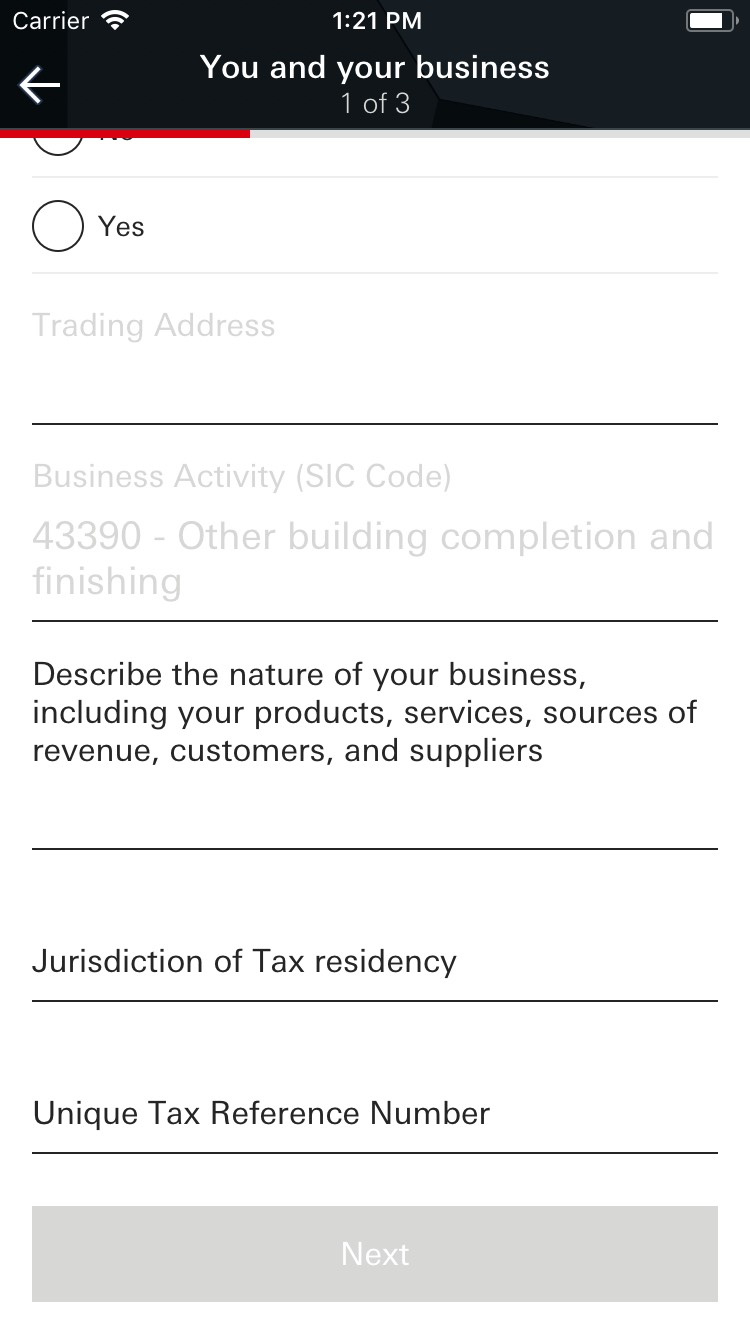 Carrier
1:21 PM
You and your business
1 of 3
No
Yes
Trading Address
Business Activity (SIC Code)
43390 - Other building completion and
finishing
Describe the nature of your business,
including your products, services, sources of
revenue, customers, and suppliers
Jurisdiction of Tax residency
Unique Tax Reference Number
Next